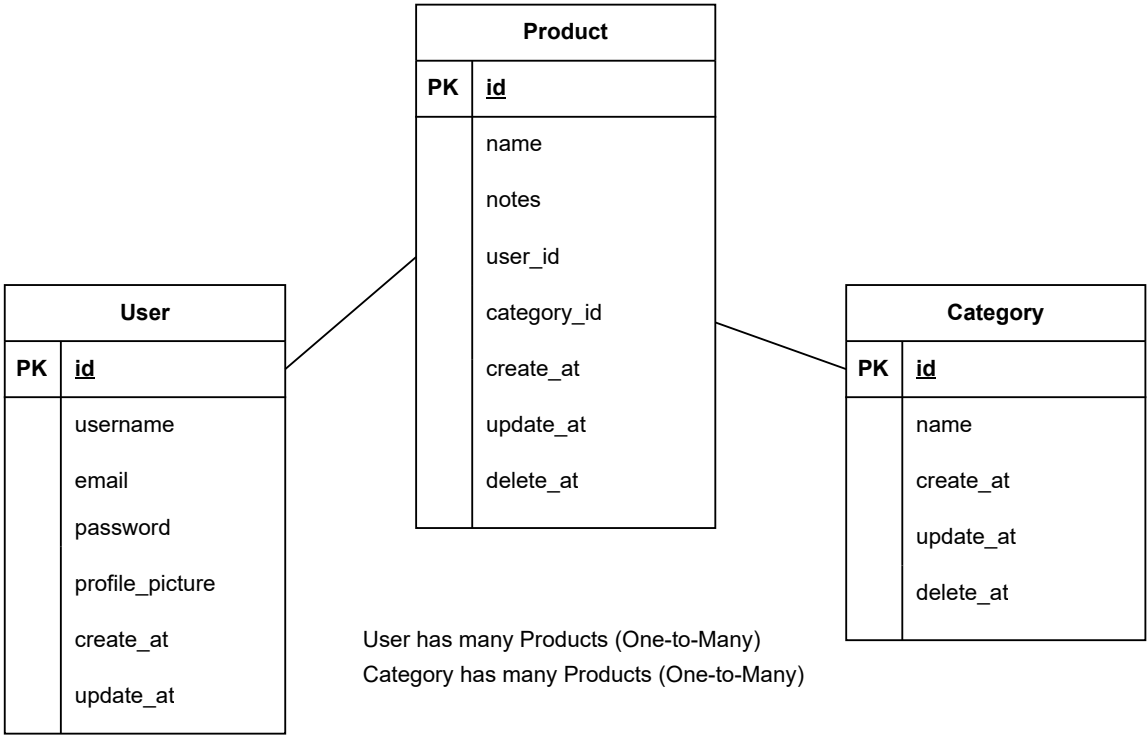 Product
PK id
name
notes
user_id
category_id
create_at
update_at
delete_at
User
PK id
username
email
password
profile_picture
create_at
update_at
Category
PK id
name
create_at
update_at
delete_at
User has many Products (One-to-Many)
Category has many Products (One-to-Many)